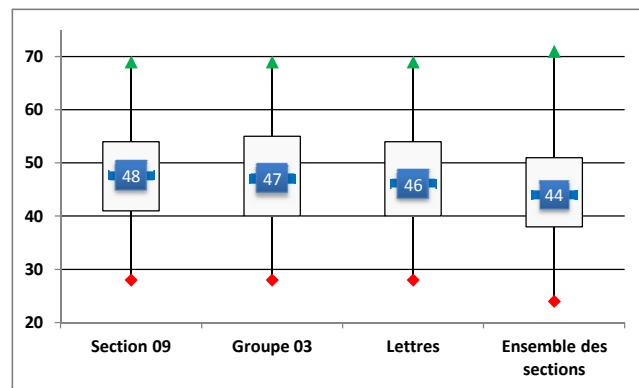 70
60
50
40
30
20
48
47
46
44
Section 09
Groupe 03
Lettres
Ensemble des
sections